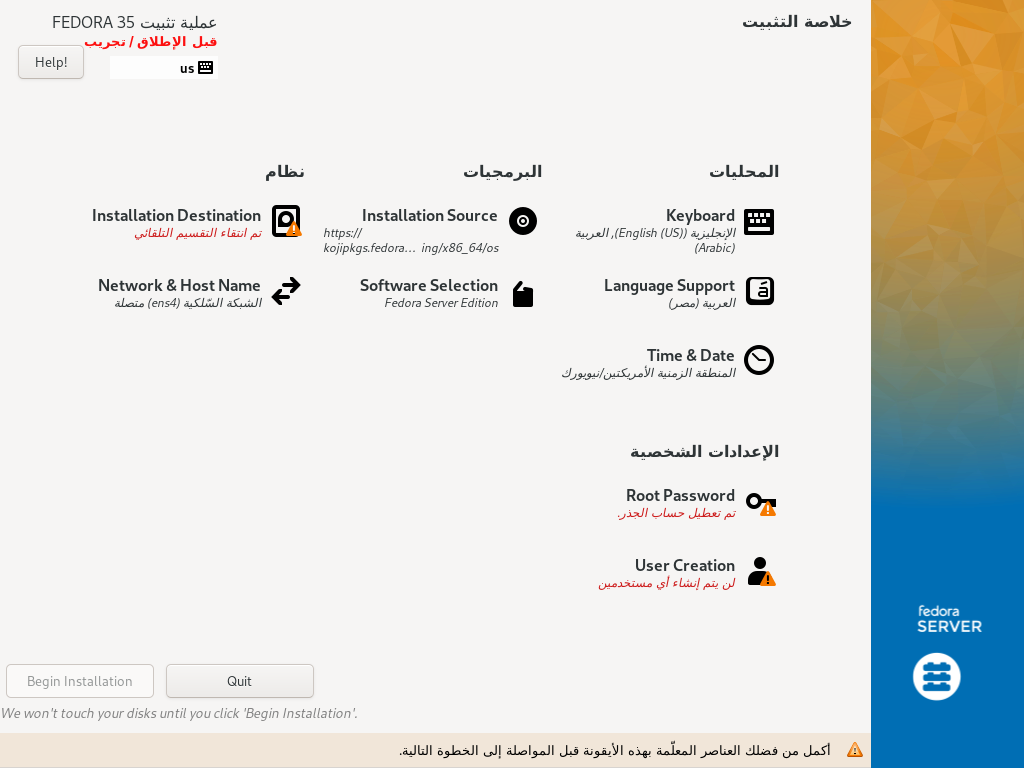 خلاصة التثبيت
عملية تثبيت FEDORA 35
قبل الإطلاق / تجريب
us
Help!
المحليات
Keyboard
الإنجليزية (English (US)), العربية
(Arabic)
Language Support
العربية (مصر)
Time & Date
المنطقة الزمنية الأمريكتين/نيويورك
البرمجيات
Installation Source
https://
kojipkgs.fedora… ing/x86_64/os
Software Selection
Fedora Server Edition
نظام
Installation Destination
تم انتقاء التقسيم التلقائي
Network & Host Name
الشبكة السّلكية (ens4) متصلة
الإعدادات الشخصية
Root Password
تم تعطيل حساب الجذر.
User Creation
لن يتم إنشاء أي مستخدمين
fedora
SERVER
Quit
Begin Installation
We won't touch your disks until you click 'Begin Installation'.
أكمل من فضلك العناصر المعلّمة بهذه الأيقونة قبل المواصلة إلى الخطوة التالية.